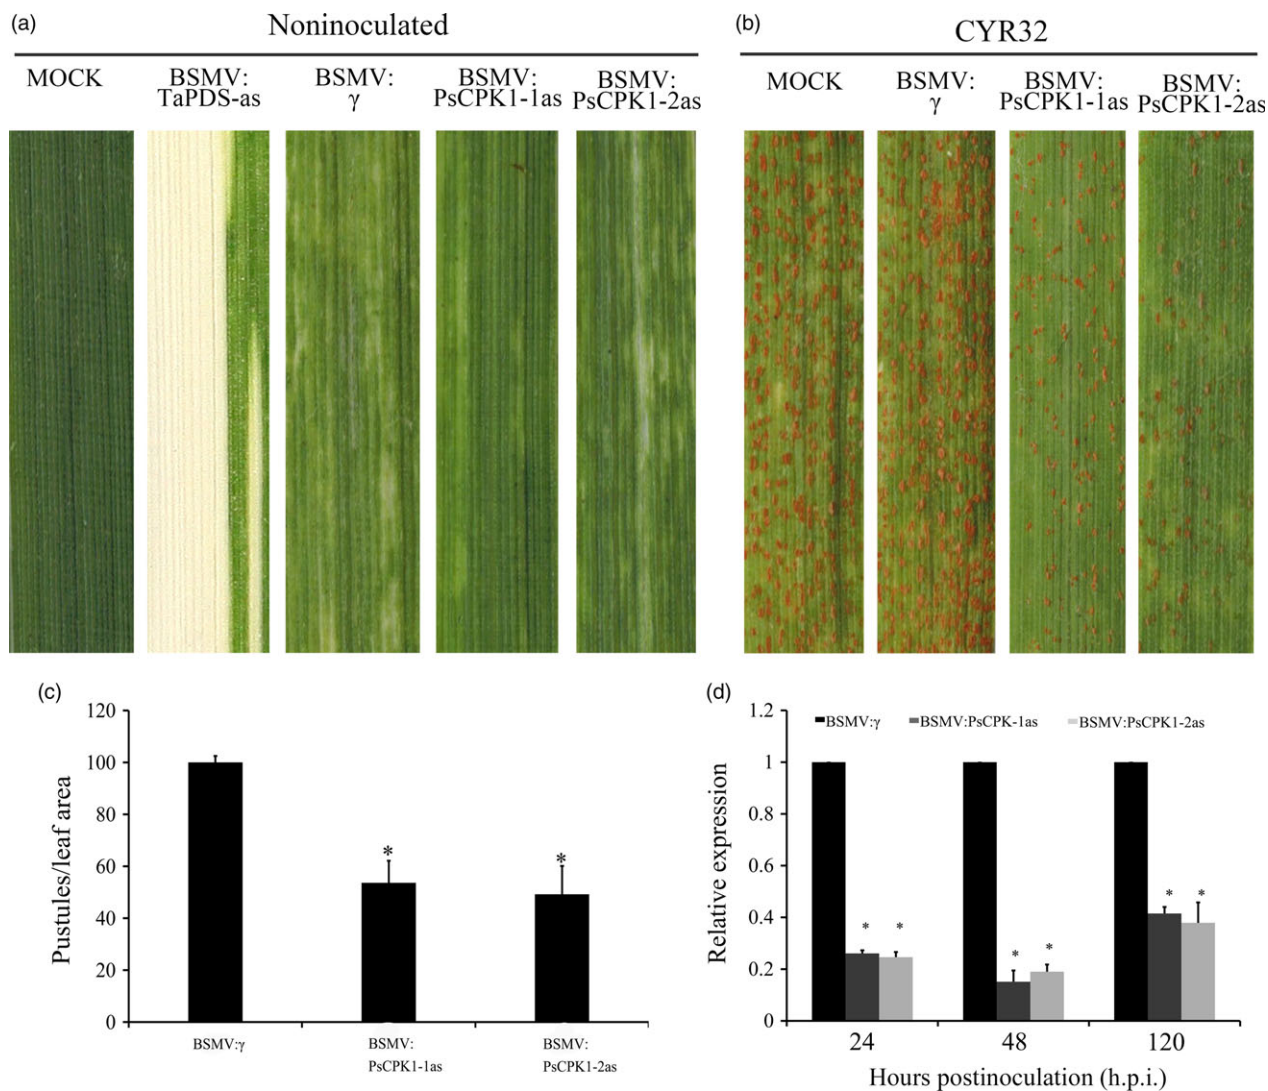 (a)
Noninoculated
MOCK
BSMV:
TaPDS-as
BSMV:
γ
BSMV:
PsCPK1-1as
BSMV:
PsCPK1-2as
(b)
CYR32
MOCK
BSMV:
γ
BSMV:
PsCPK1-1as
BSMV:
PsCPK1-2as
(c)
Pustules/leaf area
120
100
80
60
40
20
0
*
*
BSMV:γ
BSMV:
PsCPK1-1as
BSMV:
PsCPK1-2as
(d)
Relative expression
1.2
1
0.8
0.6
0.4
0.2
0
BSMV:γ BSMV:PsCPK-1as BSMV:PsCPK1-2as
* *
* *
* *
24 48 120
Hours postinoculation (h.p.i.)